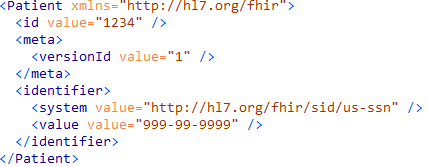 <Patient xmlns="http://hl7.org/fhir">
  <id value="1234" />
  <meta>
    <versionId value="1" />
  </meta>
  <identifier>
    <system value="http://hl7.org/fhir/sid/us-ssn" />
    <value value="999-99-9999" />
  </identifier>
</Patient>